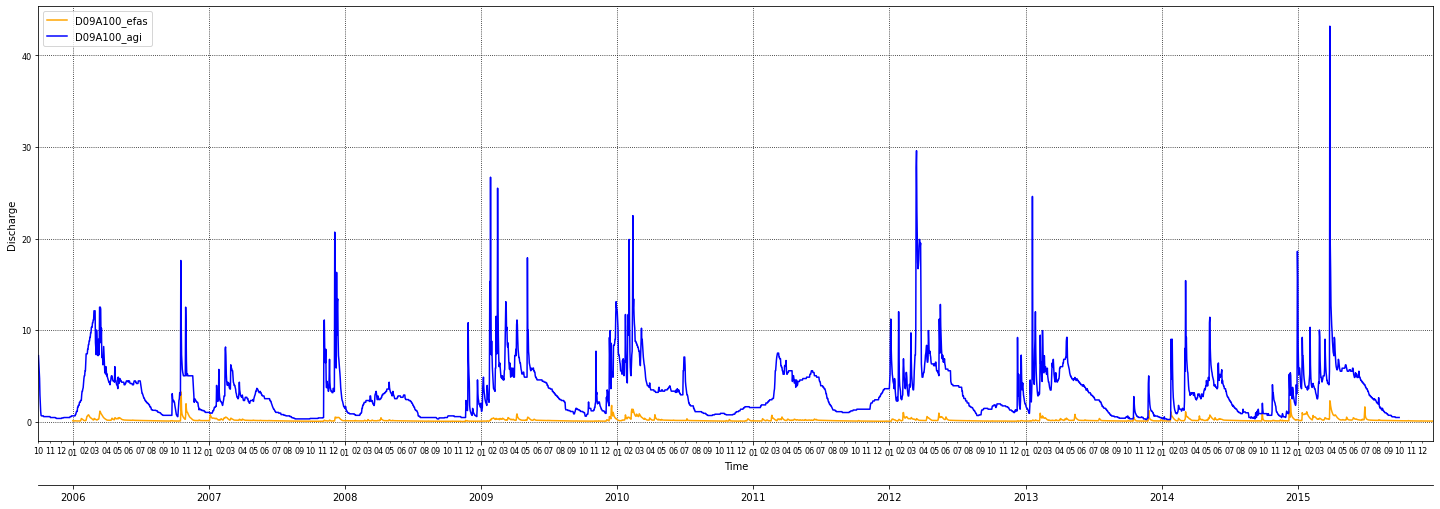 D09A100_efas
D09A100_agi
40
30
20
10
0
Discharge
10 11 12 01 02 03 04 05 06 07 08 09 10 11 12 01 02 03 04 05 06 07 08 09 10 11 12 01 02 03 04 05 06 07 08 09 10 11 12 01 02 03 04 05 06 07 08 09 10 11 12 01 02 03 04 05 06 07 08 09 10 11 12 01 02 03 04 05 06 07 08 09 10 11 12 01 02 03 04 05 06 07 08 09 10 11 12 01 02 03 04 05 06 07 08 09 10 11 12 01 02 03 04 05 06 07 08 09 10 11 12 01 02 03 04 05 06 07 08 09 10 11 12
Time
2006 2007 2008 2009 2010 2011 2012 2013 2014 2015